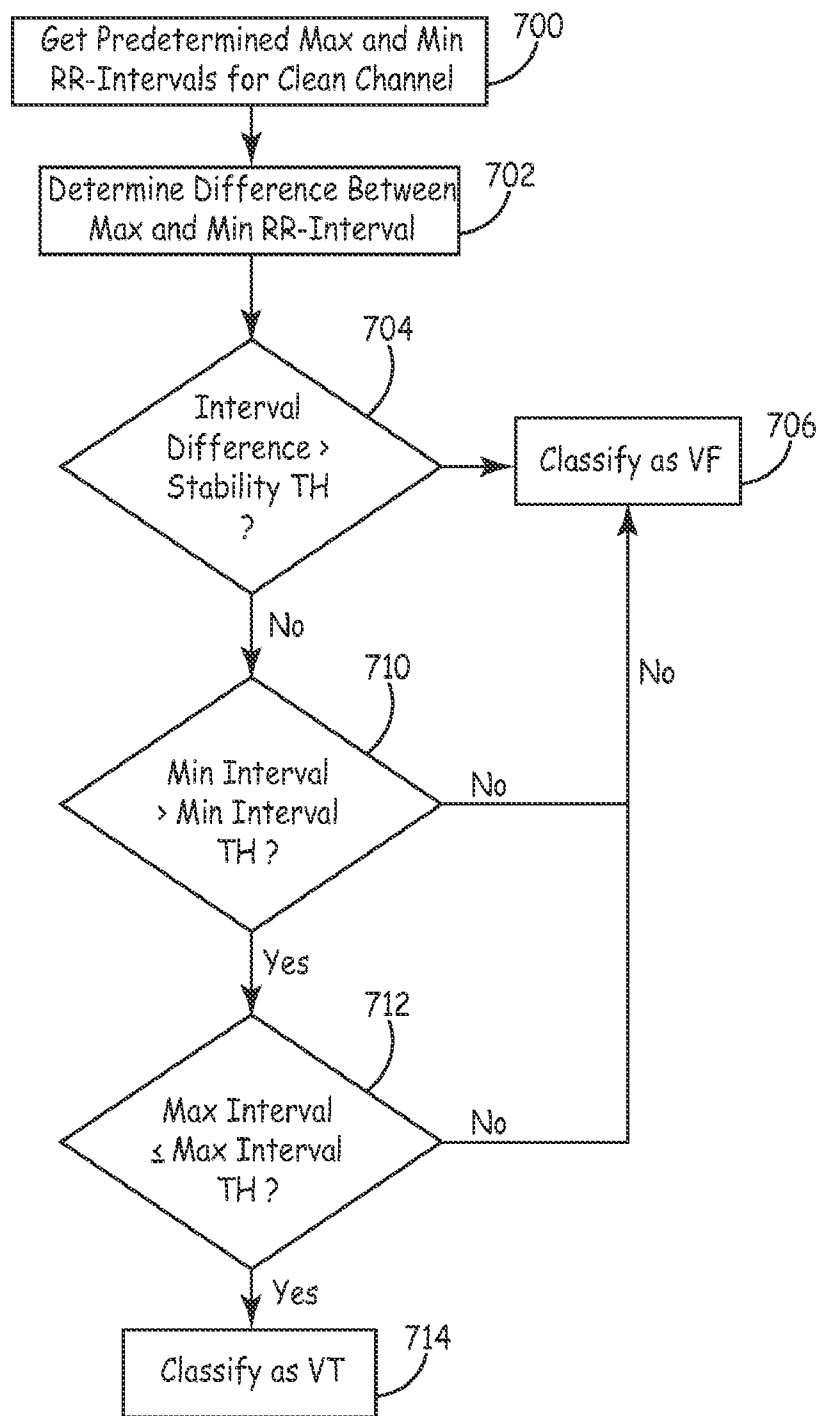 Get Predetermined Max and Min
RR-Intervals for Clean Channel
700
Determine Difference Between
Max and Min RR-Interval
702
704
Interval
Difference >
Stability TH
?
Classify as VF
706
No
710
Min Interval
> Min Interval
TH ?
No
No
Yes
712
Max Interval
≤ Max Interval
TH ?
No
Yes
714
Classify as VT